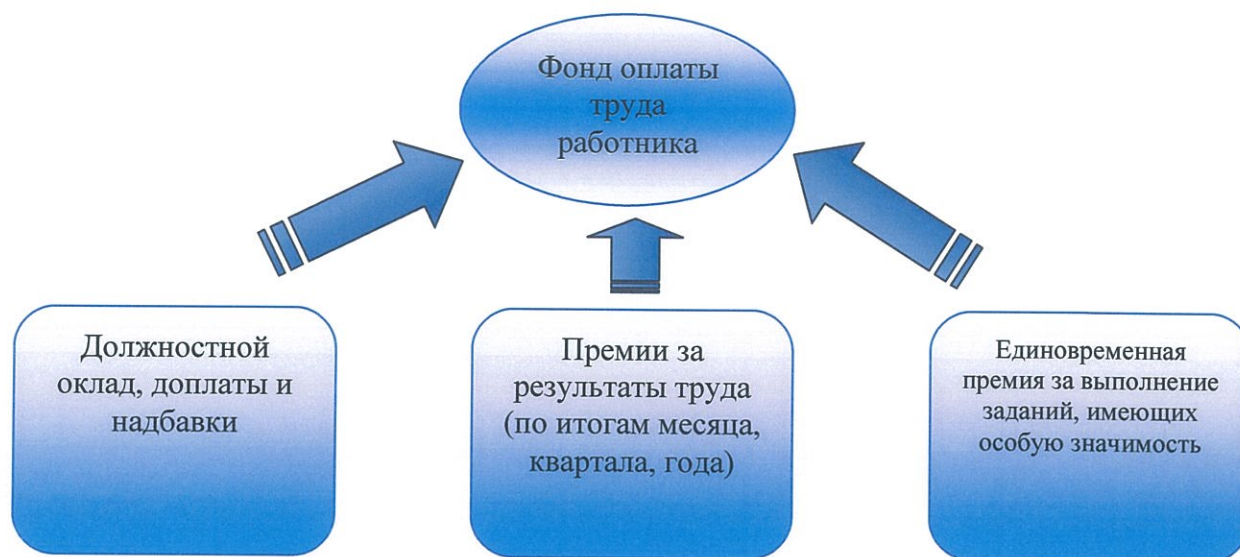 Фонд оплаты
труда
работника
Должностной
оклад, доплаты и
надбавки
Премии за
результаты труда
(по итогам месяца,
квартала, года)
Единовременная
премия за выполнение
заданий, имеющих
особую значимость